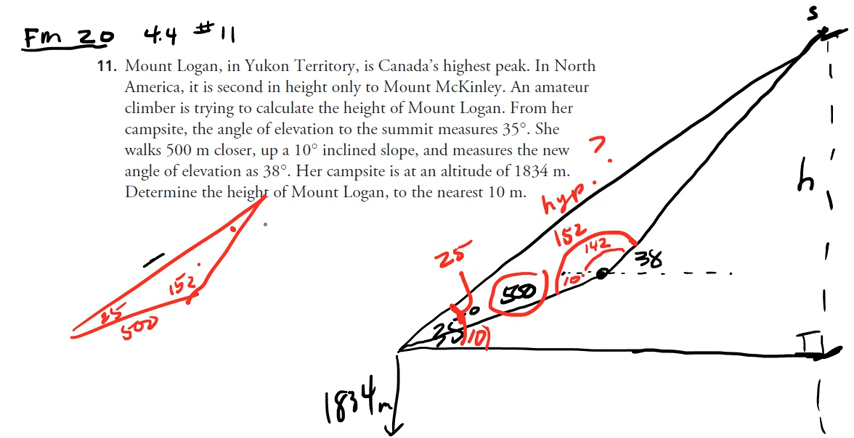 Fm 20 4.4 #11
11. Mount Logan, in Yukon Territory, is Canada's highest peak. In North
America, it is second in height only to Mount McKinley. An amateur
climber is trying to calculate the height of Mount Logan. From her
campsite, the angle of elevation to the summit measures 35°. She
walks 500 m closer, up a 10° inclined slope, and measures the new
angle of elevation as 38°. Her campsite is at an altitude of 1834 m.
Determine the height of Mount Logan, to the nearest 10 m.
S
?
hyp.
h
152
142
10
38
25
500
35°
10
1834 m
25
152
500